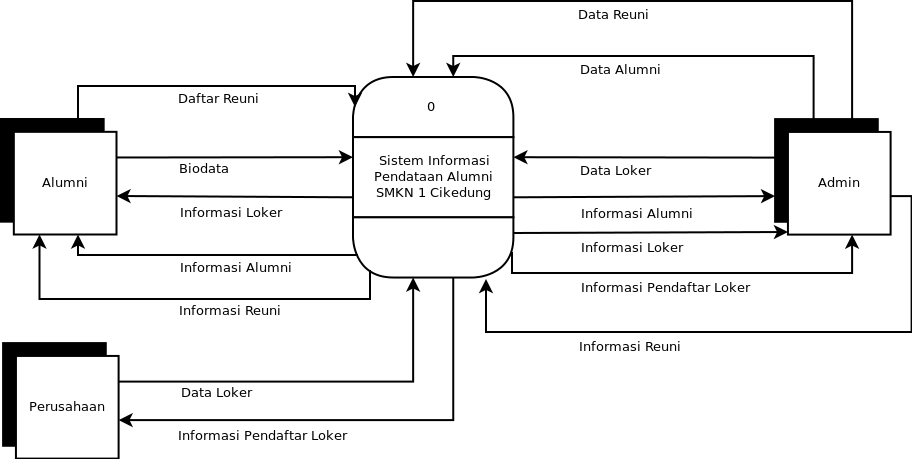 Data Reuni
Data Alumni
Daftar Reuni
0
Sistem Informasi
Pendataan Alumni
SMKN 1 Cikedung
Alumni
Biodata
Data Loker
Admin
Informasi Loker
Informasi Alumni
Informasi Loker
Informasi Alumni
Informasi Pendaftar Loker
Informasi Reuni
Informasi Reuni
Perusahaan
Data Loker
Informasi Pendaftar Loker